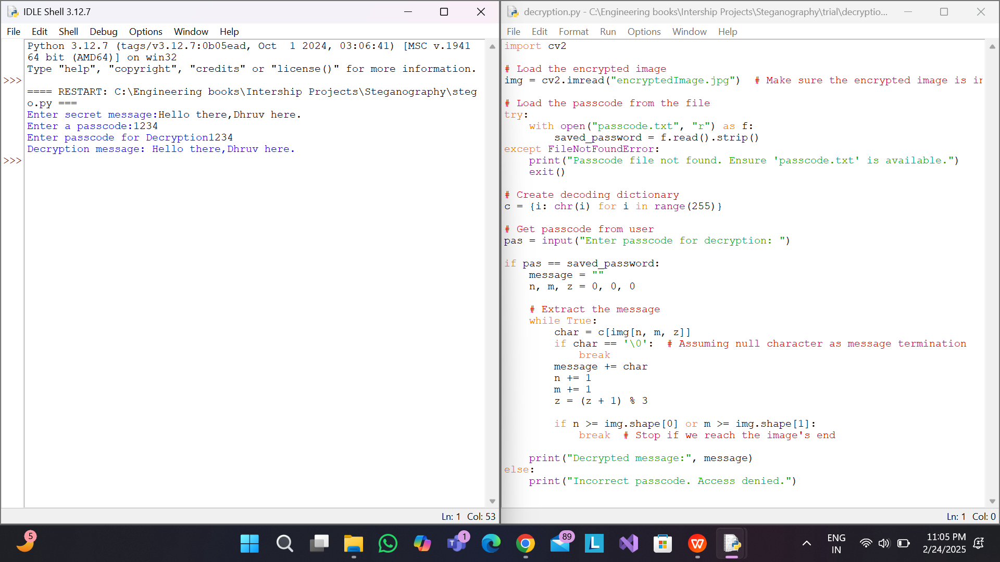 IDLE Shell 3.12.7
File Edit Shell Debug Options Window Help
Python 3.12.7 (tags/v3.12.7:0b05ead, Oct  1 2024, 03:06:41) [MSC v.1941
64 bit (AMD64)] on win32
Type "help", "copyright", "credits" or "license()" for more information.
>>>
==== RESTART: C:\Engineering books\Intership Projects\Steganography\steg
o.py ===
Enter secret message:Hello there,Dhruv here.
Enter a passcode:1234
Enter passcode for Decryption1234
Decryption message: Hello there,Dhruv here.
>>>
Ln: 1 Col: 53
decryption.py - C:\Engineering books\Intership Projects\Steganography\trial\decryptio...
File Edit Format Run Options Window Help
import cv2
# Load the encrypted image
img = cv2.imread("encryptedImage.jpg")  # Make sure the encrypted image is in
# Load the passcode from the file
try:
    with open("passcode.txt", "r") as f:
        saved_password = f.read().strip()
except FileNotFoundError:
    print("Passcode file not found. Ensure 'passcode.txt' is available.")
    exit()
# Create decoding dictionary
c = {i: chr(i) for i in range(255)}
# Get passcode from user
pas = input("Enter passcode for decryption: ")
if pas == saved_password:
    message = ""
    n, m, z = 0, 0, 0
    # Extract the message
    while True:
        char = c[img[n, m, z]]
        if char == '\0':  # Assuming null character as message termination
            break
        message += char
        n += 1
        m += 1
        z = (z + 1) % 3
        if n >= img.shape[0] or m >= img.shape[1]:
            break  # Stop if we reach the image's end
    print("Decrypted message:", message)
else:
    print("Incorrect passcode. Access denied.")
Ln: 1 Col: 0
5
1
89
L
ENG
IN
11:05 PM
2/24/2025